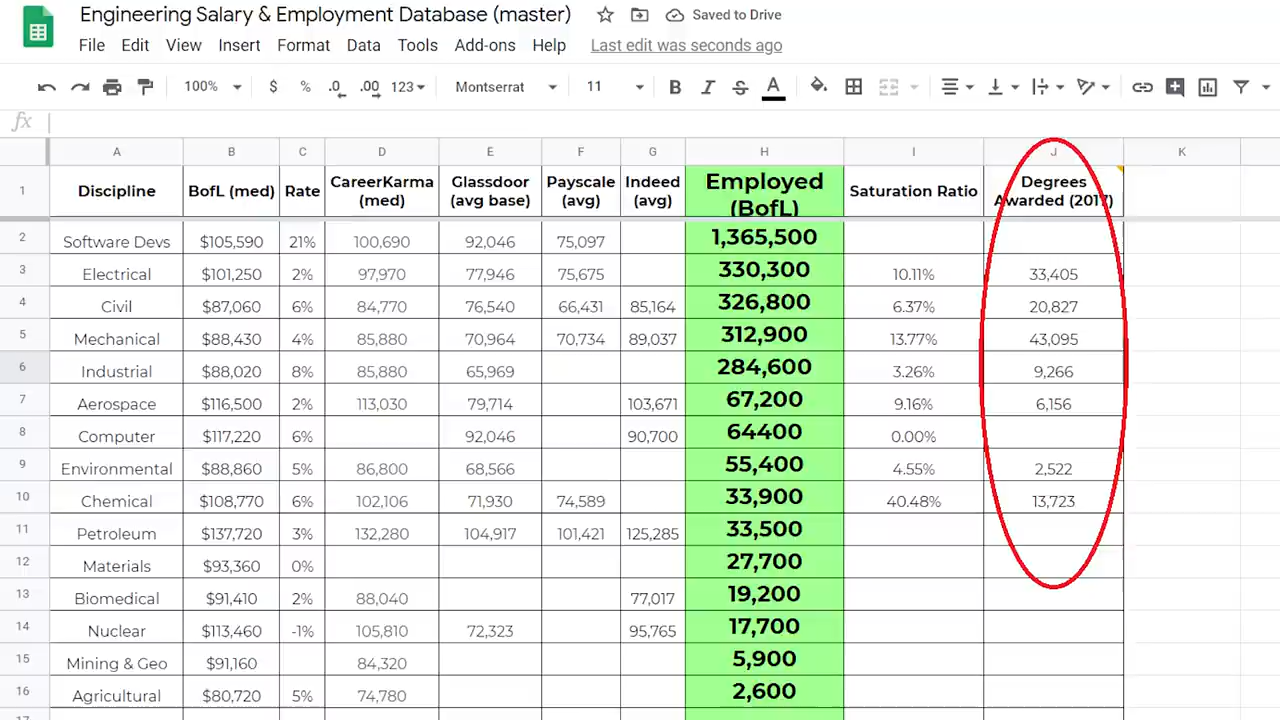 Engineering Salary & Employment Database (master) Saved to Drive
File Edit View Insert Format Data Tools Add-ons Help Last edit was seconds ago
100% $ % .0 .00 123 Montserrat 11 B I S A
fx
A B C D E F G H I J K
1 Discipline BofL (med) Rate CareerKarma (med) Glassdoor (avg base) Payscale (avg) Indeed (avg) Employed (BofL) Saturation Ratio Degrees Awarded (2017)
2 Software Devs $105,590 21% 100,690 92,046 75,097 1,365,500
3 Electrical $101,250 2% 97,970 77,946 75,675 330,300 10.11% 33,405
4 Civil $87,060 6% 84,770 76,540 66,431 85,164 326,800 6.37% 20,827
5 Mechanical $88,430 4% 85,880 70,964 70,734 89,037 312,900 13.77% 43,095
6 Industrial $88,020 8% 85,880 65,969 284,600 3.26% 9,266
7 Aerospace $116,500 2% 113,030 79,714 103,671 67,200 9.16% 6,156
8 Computer $117,220 6% 92,046 90,700 64400 0.00%
9 Environmental $88,860 5% 86,800 68,566 55,400 4.55% 2,522
10 Chemical $108,770 6% 102,106 71,930 74,589 33,900 40.48% 13,723
11 Petroleum $137,720 3% 132,280 104,917 101,421 125,285 33,500
12 Materials $93,360 0% 27,700
13 Biomedical $91,410 2% 88,040 77,017 19,200
14 Nuclear $113,460 -1% 105,810 72,323 95,765 17,700
15 Mining & Geo $91,160 84,320 5,900
16 Agricultural $80,720 5% 74,780 2,600
17